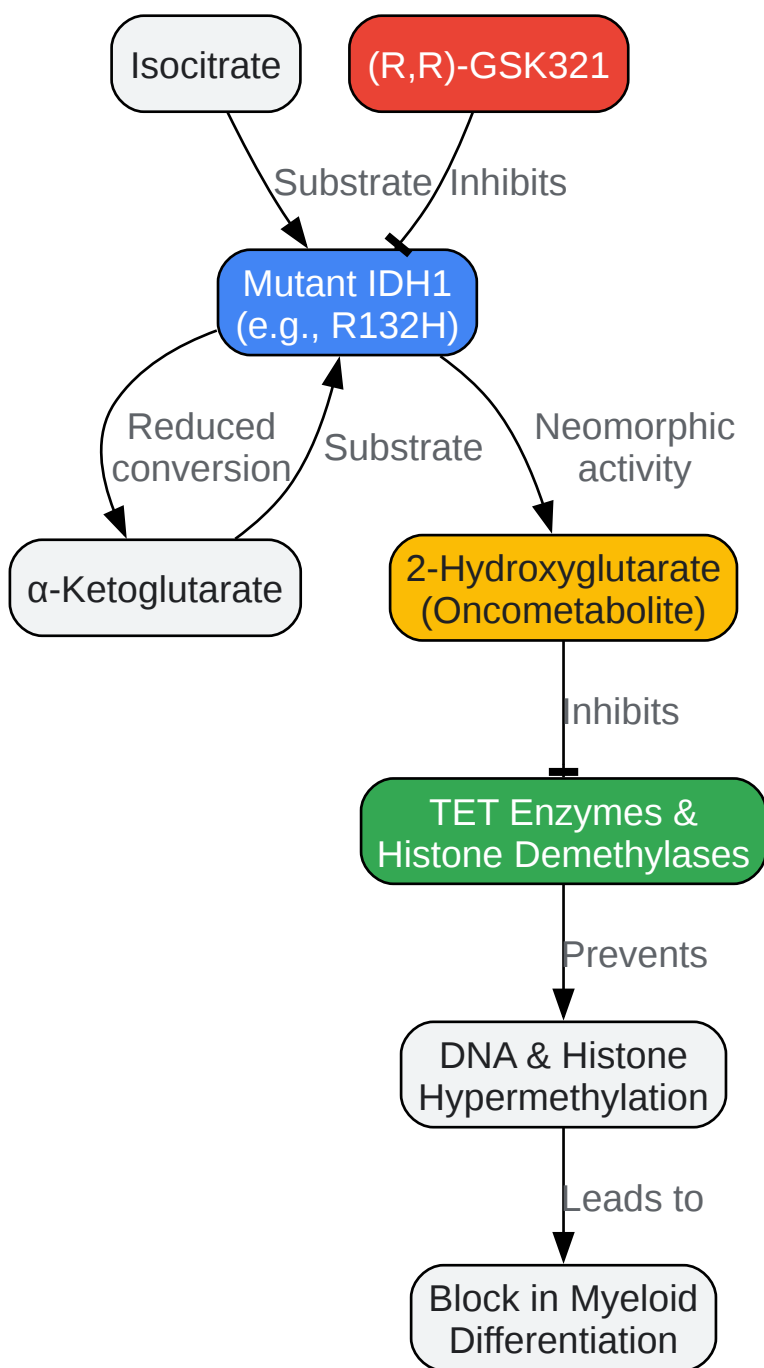 Isocitrate
(R,R)-GSK321
Substrate
Inhibits
Mutant IDH1
(e.g., R132H)
Reduced
conversion
Substrate
Neomorphic
activity
α-Ketoglutarate
2-Hydroxyglutarate
(Oncometabolite)
Inhibits
TET Enzymes &
Histone Demethylases
Prevents
DNA & Histone
Hypermethylation
Leads to
Block in Myeloid
Differentiation